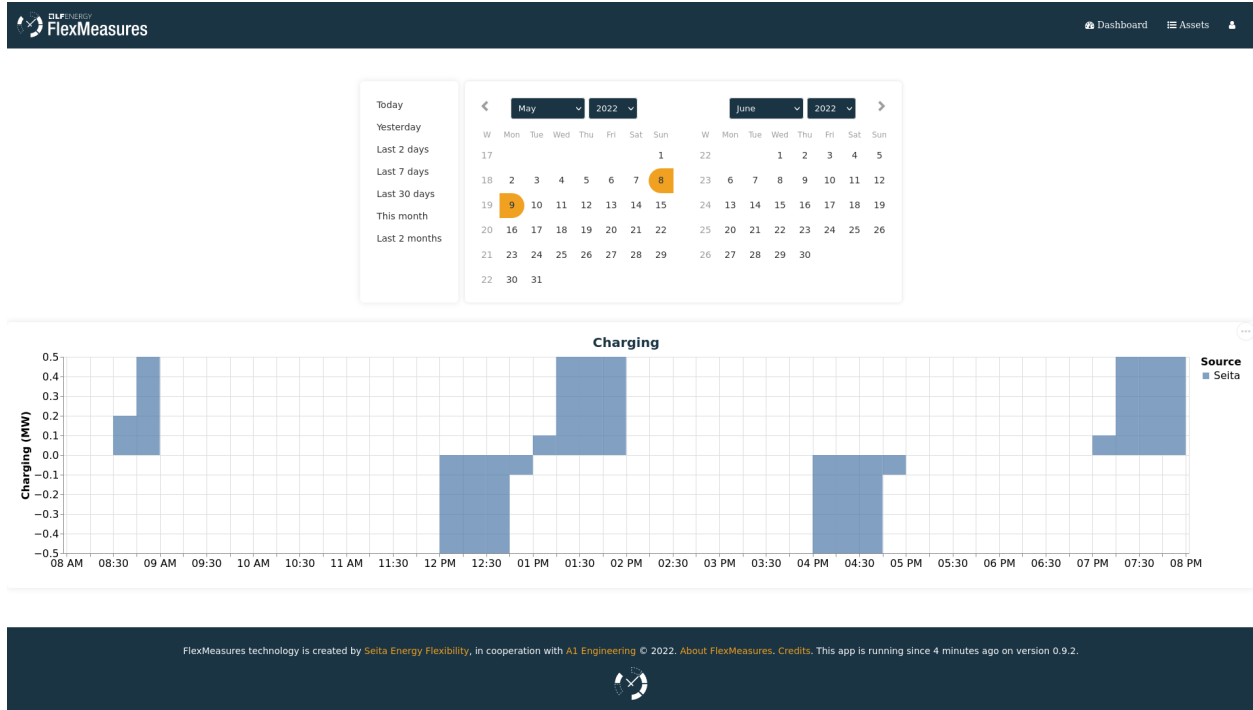 LFENERGY
FlexMeasures
Dashboard Assets
Today
Yesterday
Last 2 days
Last 7 days
Last 30 days
This month
Last 2 months
May 2022
W Mon Tue Wed Thu Fri Sat Sun
17 1
18 2 3 4 5 6 7 8
19 9 10 11 12 13 14 15
20 16 17 18 19 20 21 22
21 23 24 25 26 27 28 29
22 30 31
June 2022
W Mon Tue Wed Thu Fri Sat Sun
22 1 2 3 4 5
23 6 7 8 9 10 11 12
24 13 14 15 16 17 18 19
25 20 21 22 23 24 25 26
26 27 28 29 30
Charging
Charging (MW)
0.5
0.4
0.3
0.2
0.1
0.0
−0.1
−0.2
−0.3
−0.4
−0.5
08 AM 08:30 09 AM 09:30 10 AM 10:30 11 AM 11:30 12 PM 12:30 01 PM 01:30 02 PM 02:30 03 PM 03:30 04 PM 04:30 05 PM 05:30 06 PM 06:30 07 PM 07:30 08 PM
Source
Seita
FlexMeasures technology is created by Seita Energy Flexibility, in cooperation with A1 Engineering © 2022. About FlexMeasures. Credits. This app is running since 4 minutes ago on version 0.9.2.